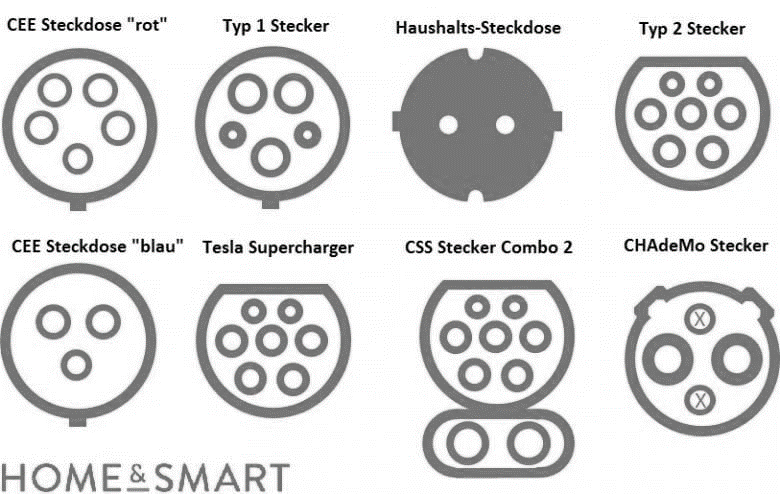 CEE Steckdose "rot"
Typ 1 Stecker
Haushalts-Steckdose
Typ 2 Stecker
CEE Steckdose "blau"
Tesla Supercharger
CSS Stecker Combo 2
CHAdeMo Stecker
X
X
HOME&SMART